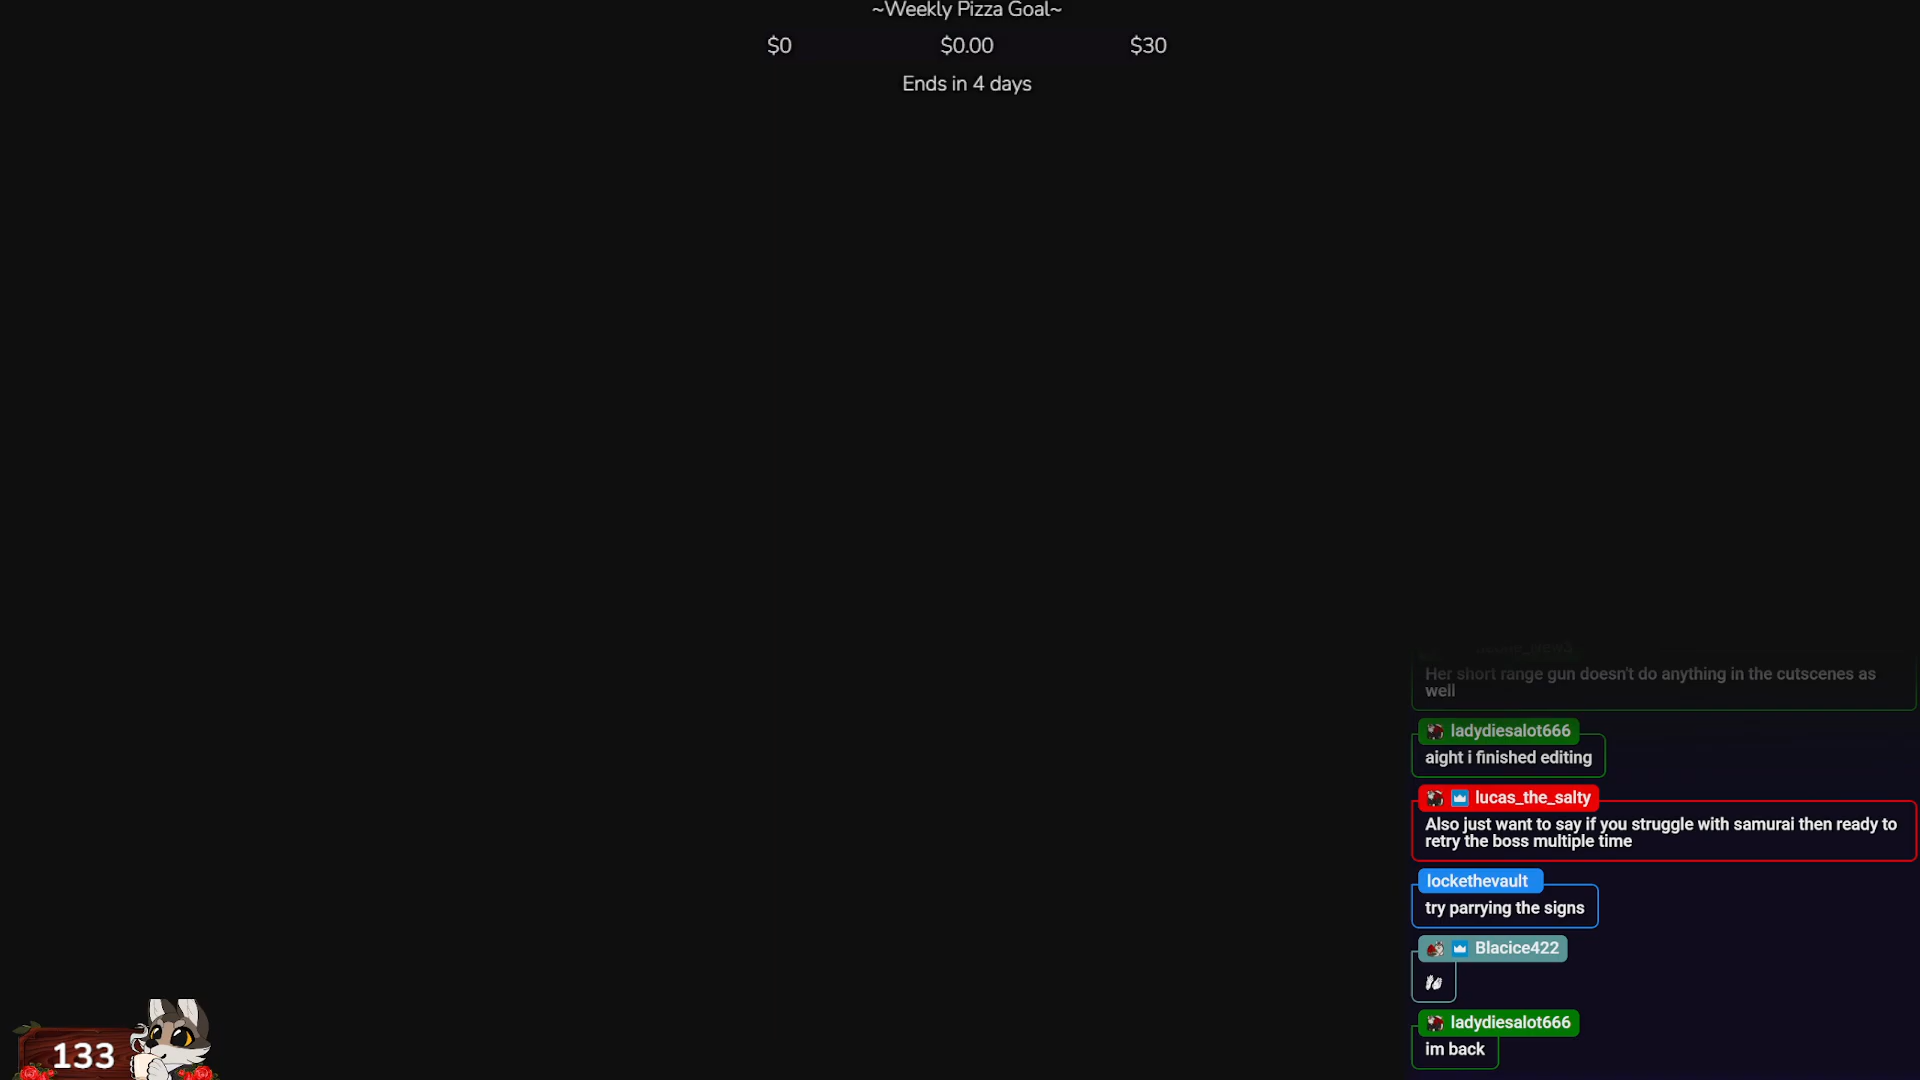 ~Weekly Pizza Goal~
$0 $0.00 $30
Ends in 4 days
Her short range gun doesn't do anything in the cutscenes as
well
ladydiesalot666
aight i finished editing
lucas_the_salty
Also just want to say if you struggle with samurai then ready to
retry the boss multiple time
lockethevault
try parrying the signs
Blacice422
ladydiesalot666
im back
133